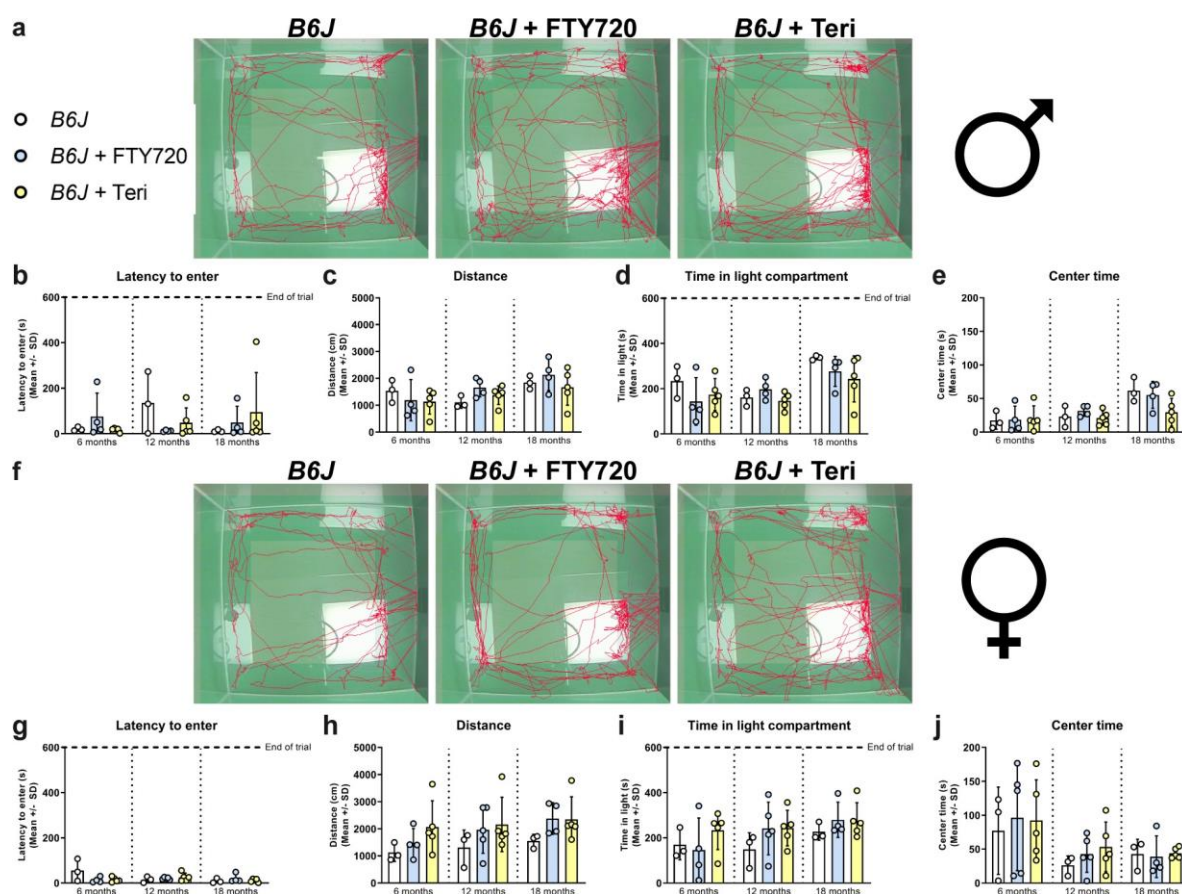 a
B6J
B6J + FTY720
B6J + Teri
B6J
B6J + FTY720
B6J + Teri
b
Latency to enter
Latency to enter (s)
(Mean +/- SD)
600
400
200
0
End of trial
6 months
12 months
18 months
c
Distance
Distance (cm)
(Mean +/- SD)
5000
4000
3000
2000
1000
0
6 months
12 months
18 months
d
Time in light compartment
Time in light (s)
(Mean +/- SD)
600
400
200
0
End of trial
6 months
12 months
18 months
e
Center time
Center time (s)
(Mean +/- SD)
200
150
100
50
0
6 months
12 months
18 months
f
B6J
B6J + FTY720
B6J + Teri
g
Latency to enter
Latency to enter (s)
(Mean +/- SD)
600
400
200
0
End of trial
6 months
12 months
18 months
h
Distance
Distance (cm)
(Mean +/- SD)
5000
4000
3000
2000
1000
0
6 months
12 months
18 months
i
Time in light compartment
Time in light (s)
(Mean +/- SD)
600
400
200
0
End of trial
6 months
12 months
18 months
j
Center time
Center time (s)
(Mean +/- SD)
200
150
100
50
0
6 months
12 months
18 months